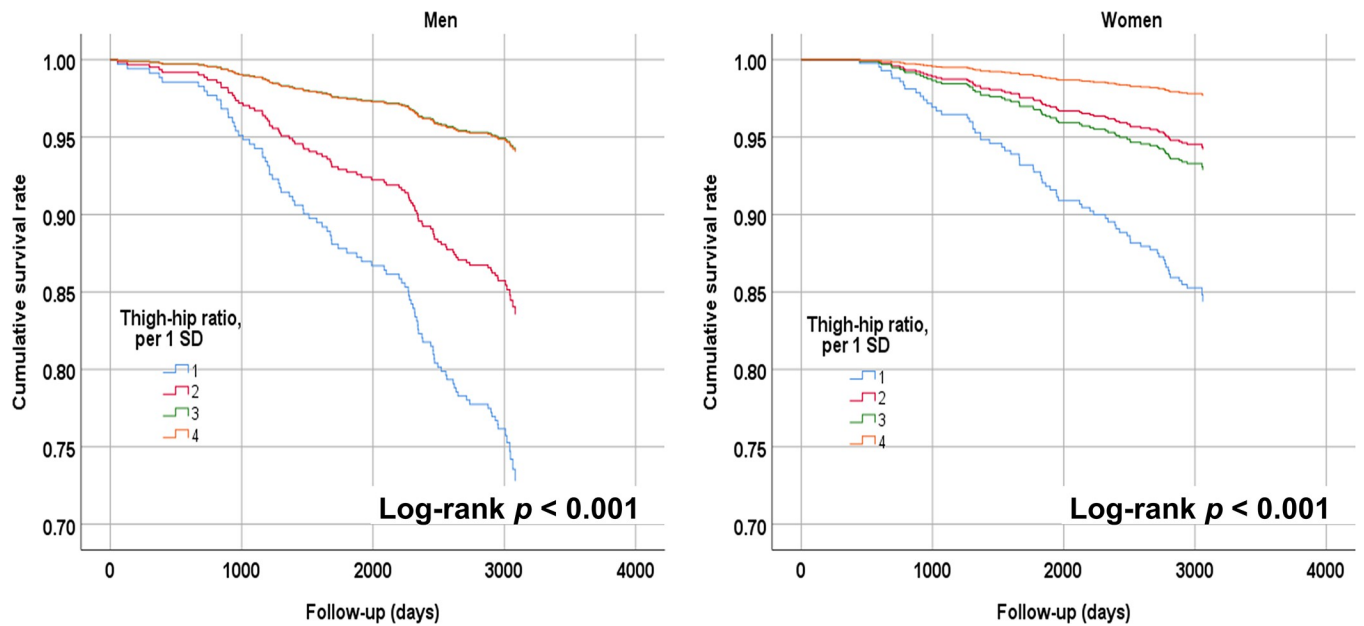 Men
Cumulative survival rate
1.00
0.95
0.90
0.85
0.80
0.75
0.70
Thigh-hip ratio,
per 1 SD
1
2
3
4
Log-rank p < 0.001
0 1000 2000 3000 4000
Follow-up (days)
Women
Cumulative survival rate
1.00
0.95
0.90
0.85
0.80
0.75
0.70
Thigh-hip ratio,
per 1 SD
1
2
3
4
Log-rank p < 0.001
0 1000 2000 3000 4000
Follow-up (days)